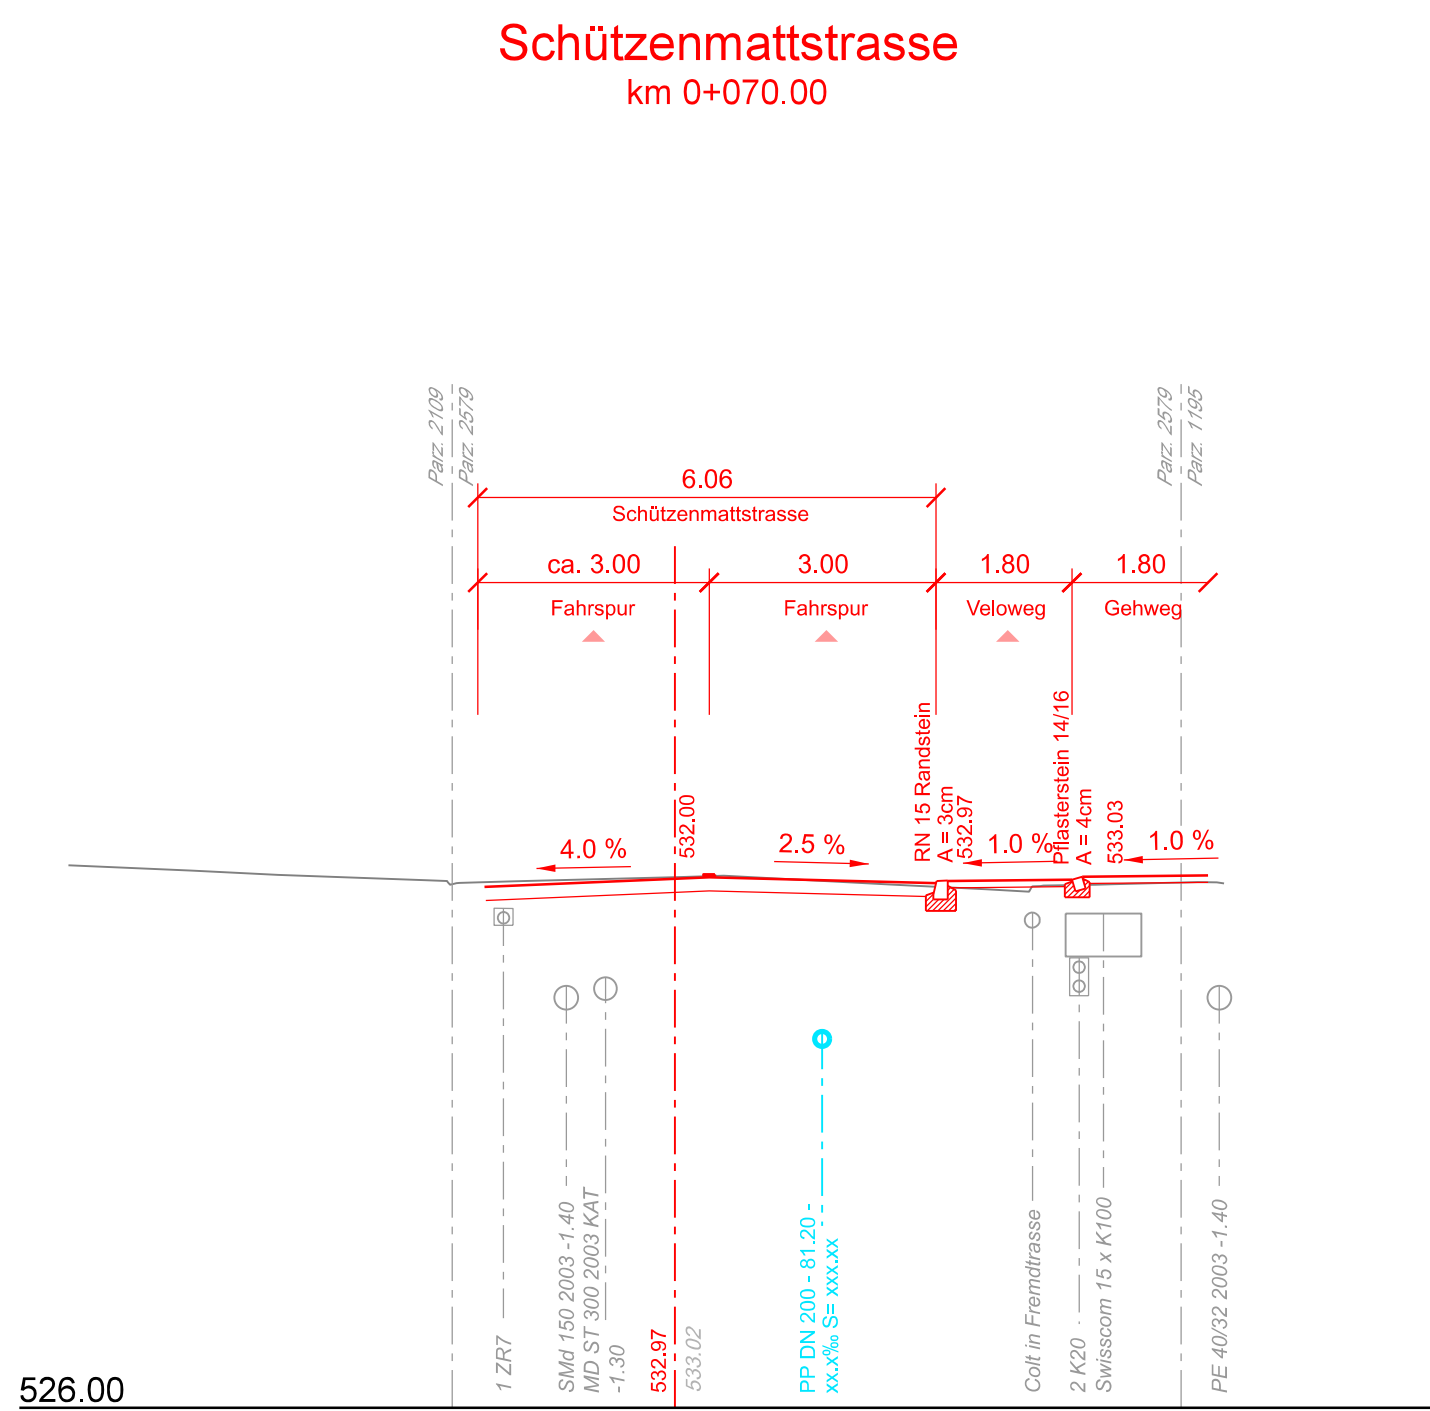 Schützenmattstrasse
km 0+070.00
Parz. 2109
Parz. 2579
Parz. 2579
Parz. 1195
6.06
Schützenmattstrasse
ca. 3.00
3.00
1.80
1.80
Fahrspur
Fahrspur
Veloweg
Gehweg
RN 15 Randstein
A = 3cm
532.97
Pflasterstein 14/16
A = 4cm
533.03
532.00
4.0 %
2.5 %
1.0 %
1.0 %
1 ZR7
SMd 150 2003 -1.40
MD ST 300 2003 KAT
-1.30
532.97
533.02
PP DN 200 - 81.20 -
xx.x‰ S= xxx.xx
Colt in Fremdtrasse
2 K20
Swisscom 15 x K100
PE 40/32 2003 -1.40
526.00